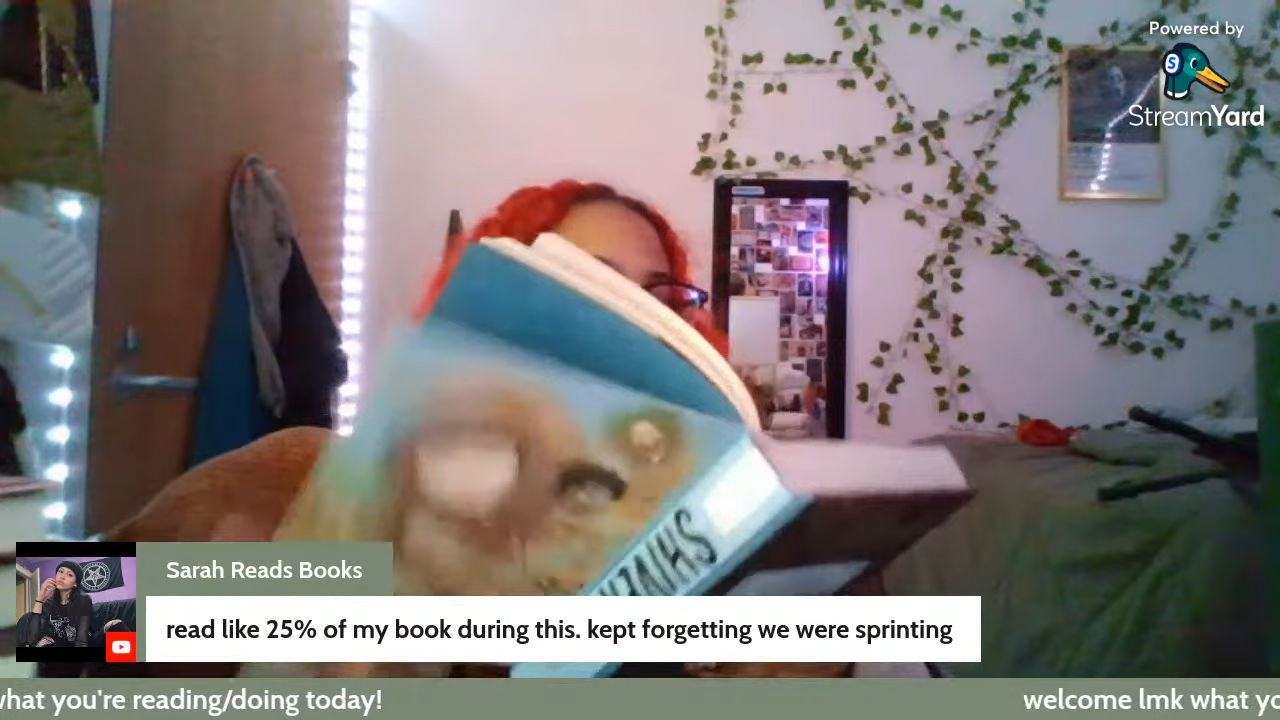 Powered by
StreamYard
Sarah Reads Books
read like 25% of my book during this. kept forgetting we were sprinting
what you're reading/doing today!
welcome lmk what yo